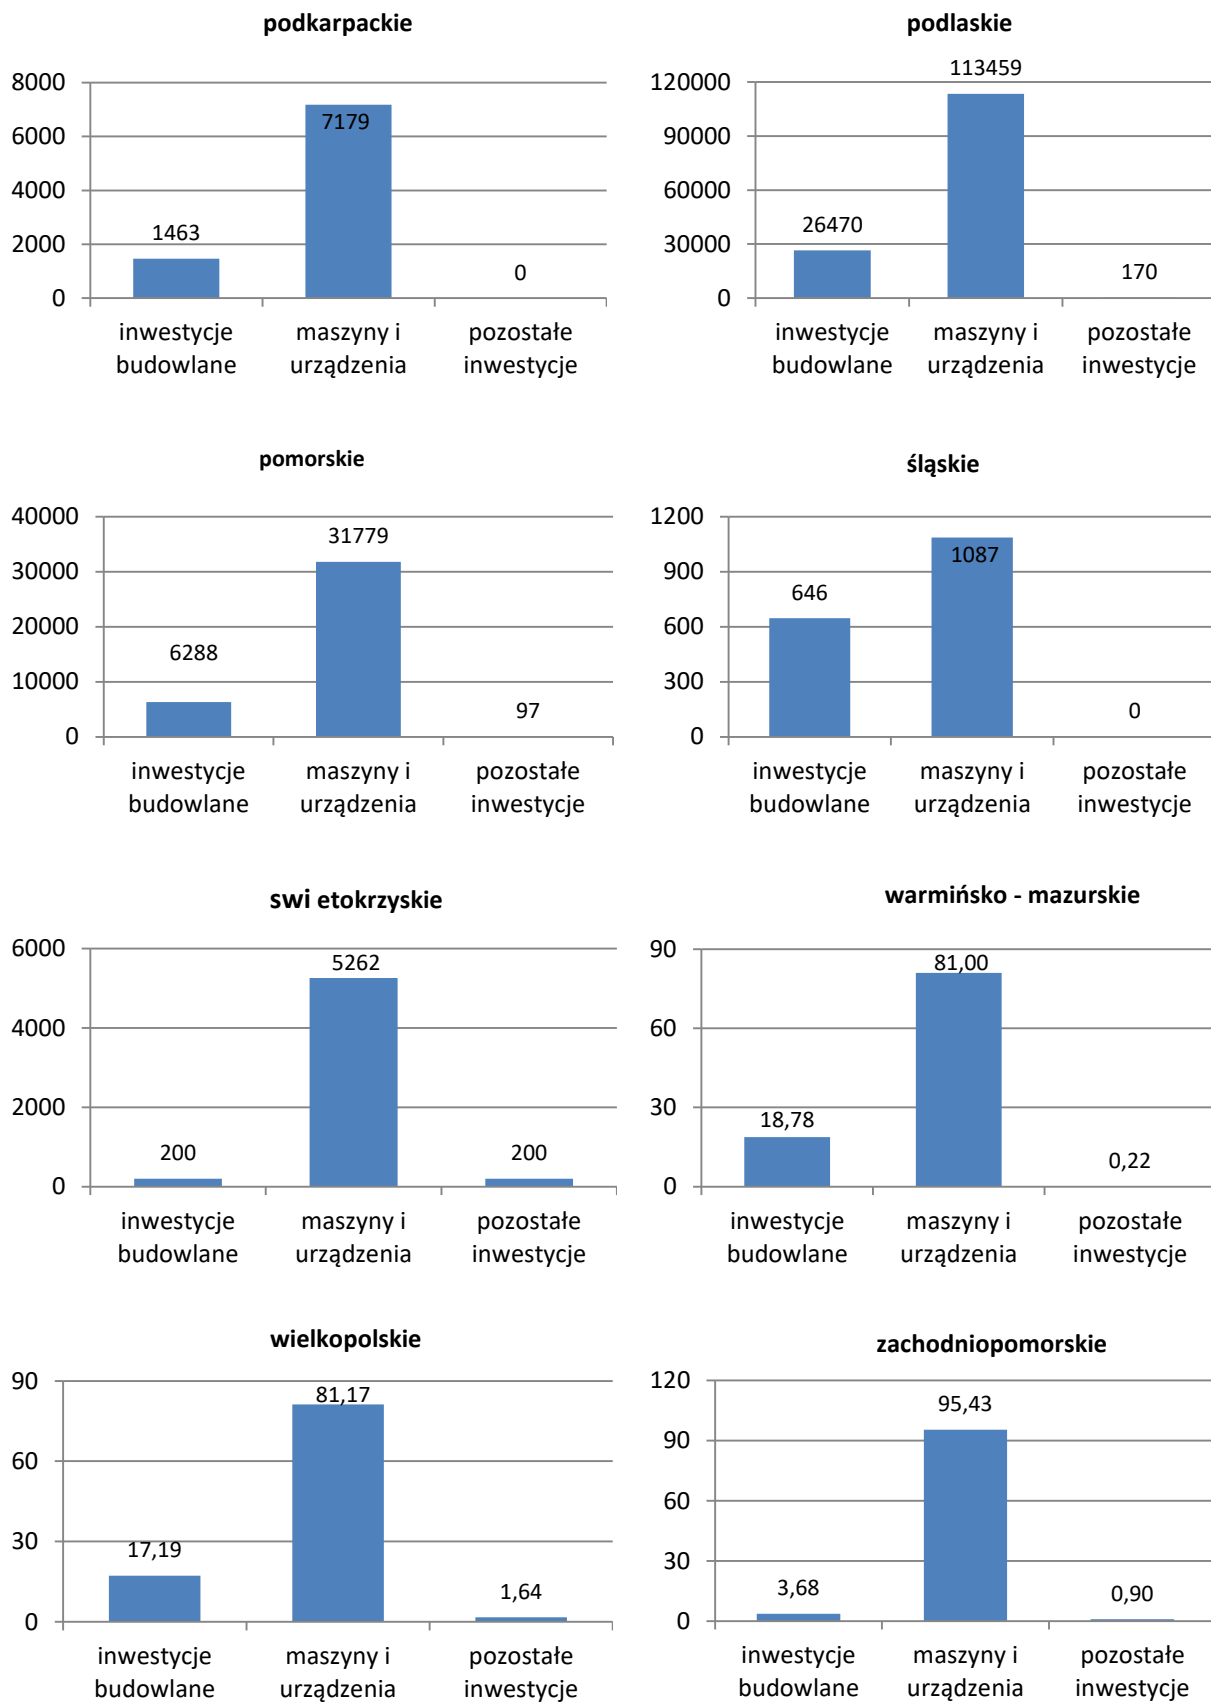 podkarpackie
8000
6000
4000
2000
0
1463
7179
0
inwestycje
budowlane
maszyny i
urządzenia
pozostałe
inwestycje
podlaskie
120000
90000
60000
30000
0
26470
113459
170
inwestycje
budowlane
maszyny i
urządzenia
pozostałe
inwestycje
pomorskie
40000
30000
20000
10000
0
6288
31779
97
inwestycje
budowlane
maszyny i
urządzenia
pozostałe
inwestycje
śląskie
1200
900
600
300
0
646
1087
0
inwestycje
budowlane
maszyny i
urządzenia
pozostałe
inwestycje
swi etokrzyskie
6000
4000
2000
0
200
5262
200
inwestycje
budowlane
maszyny i
urządzenia
pozostałe
inwestycje
warmińsko - mazurskie
90
60
30
0
18,78
81,00
0,22
inwestycje
budowlane
maszyny i
urządzenia
pozostałe
inwestycje
wielkopolskie
90
60
30
0
17,19
81,17
1,64
inwestycje
budowlane
maszyny i
urządzenia
pozostałe
inwestycje
zachodniopomorskie
120
90
60
30
0
3,68
95,43
0,90
inwestycje
budowlane
maszyny i
urządzenia
pozostałe
inwestycje